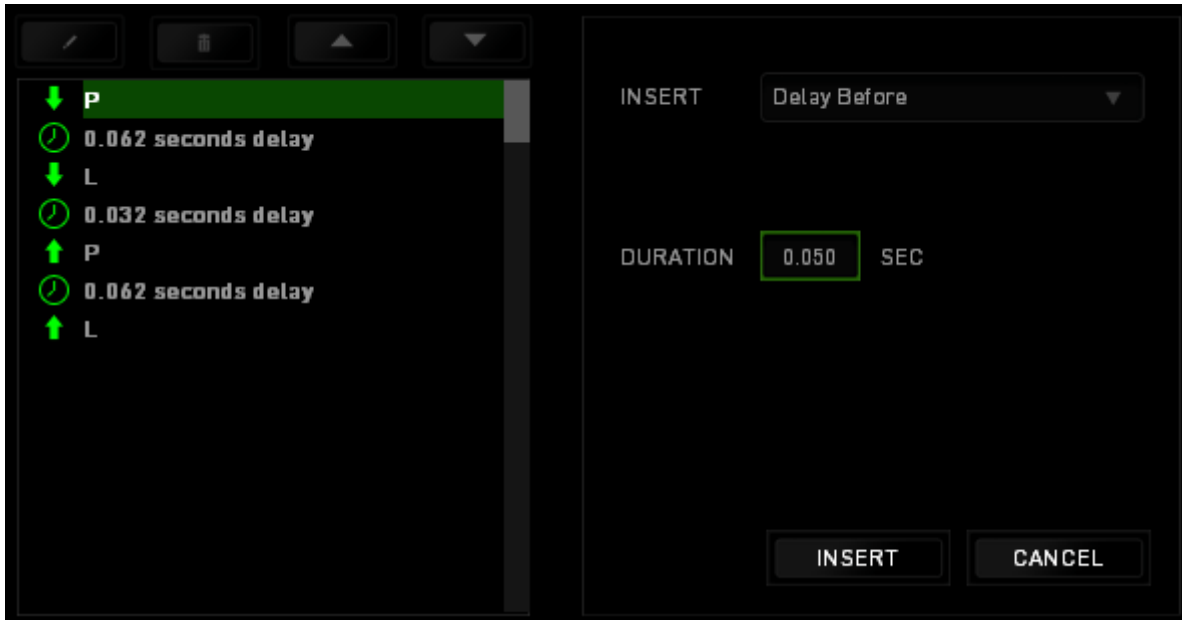 P
0.062 seconds delay
L
0.032 seconds delay
P
0.062 seconds delay
L
INSERT Delay Before
DURATION 0.050 SEC
INSERT CANCEL